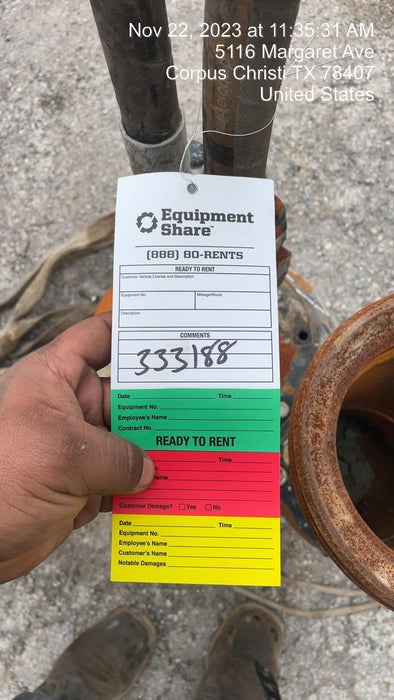 Nov 22, 2023 at 11:35:31 AM
5116 Margaret Ave
Corpus Christi TX 78407
United States
Equipment
Share
(888) 80-RENTS
READY TO RENT
Customer Vehicle License and Description
Equipment No. Mileage/Hours
Description
COMMENTS
333188
Date Time
Equipment No.
Employee's Name
Contract No.
READY TO RENT
Time
Customer Damage? Yes No
Date Time
Equipment No.
Employee's Name
Customer's Name
Notable Damages